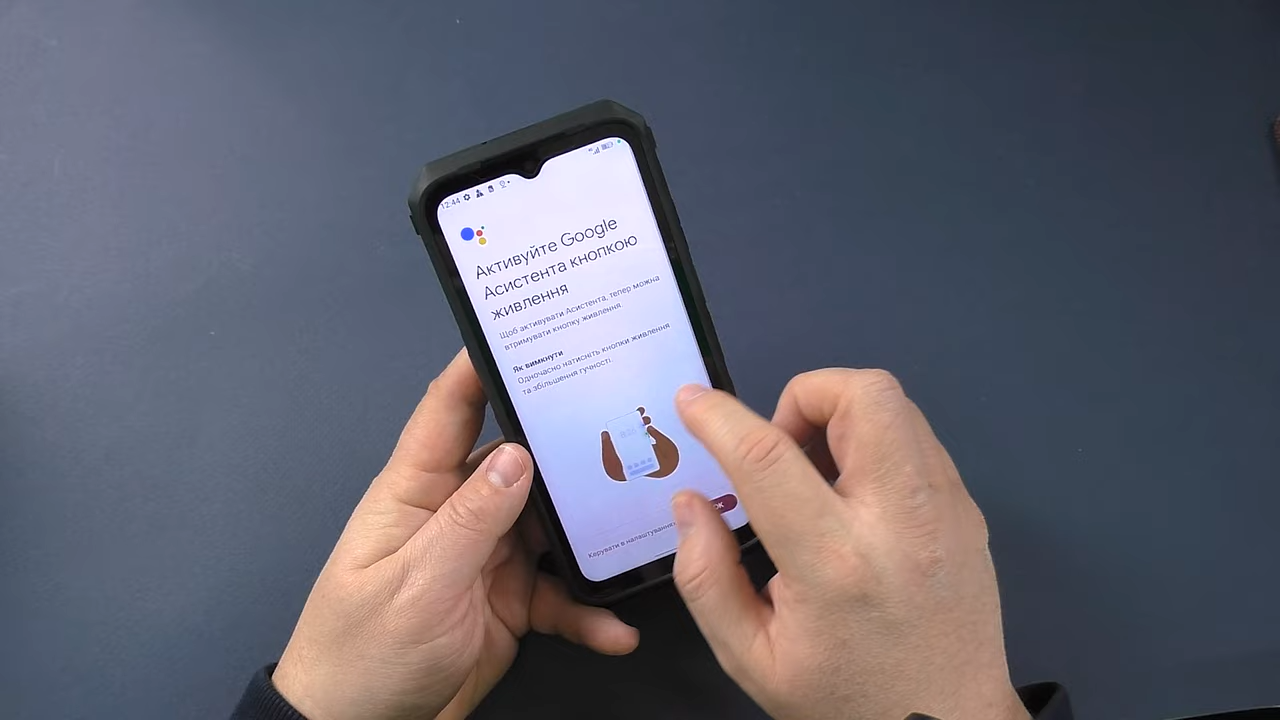 12:44
Активуйте Google
Асистента кнопкою
живлення
Щоб активувати Асистента, тепер можна
втримувати кнопку живлення.
Як вимкнути
Одночасно натисніть кнопки живлення
та збільшення гучності.
Керувати в налаштуваннях
ОК